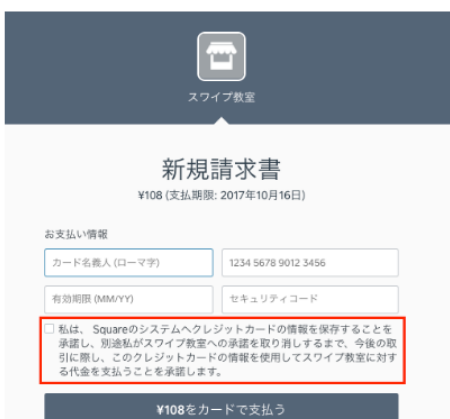 スワイプ教室
新規請求書
¥108 (支払期限: 2017年10月16日)
お支払い情報
カード名義人 (ローマ字)
1234 5678 9012 3456
有効期限 (MM/YY)
セキュリティコード
私は、 Squareのシステムへクレジットカードの情報を保存することを
承諾し、別途私がスワイプ教室への承諾を取り消しするまで、今後の取
引に際し、このクレジットカードの情報を使用してスワイプ教室に対す
る代金を支払うことを承諾します。
¥108をカードで支払う